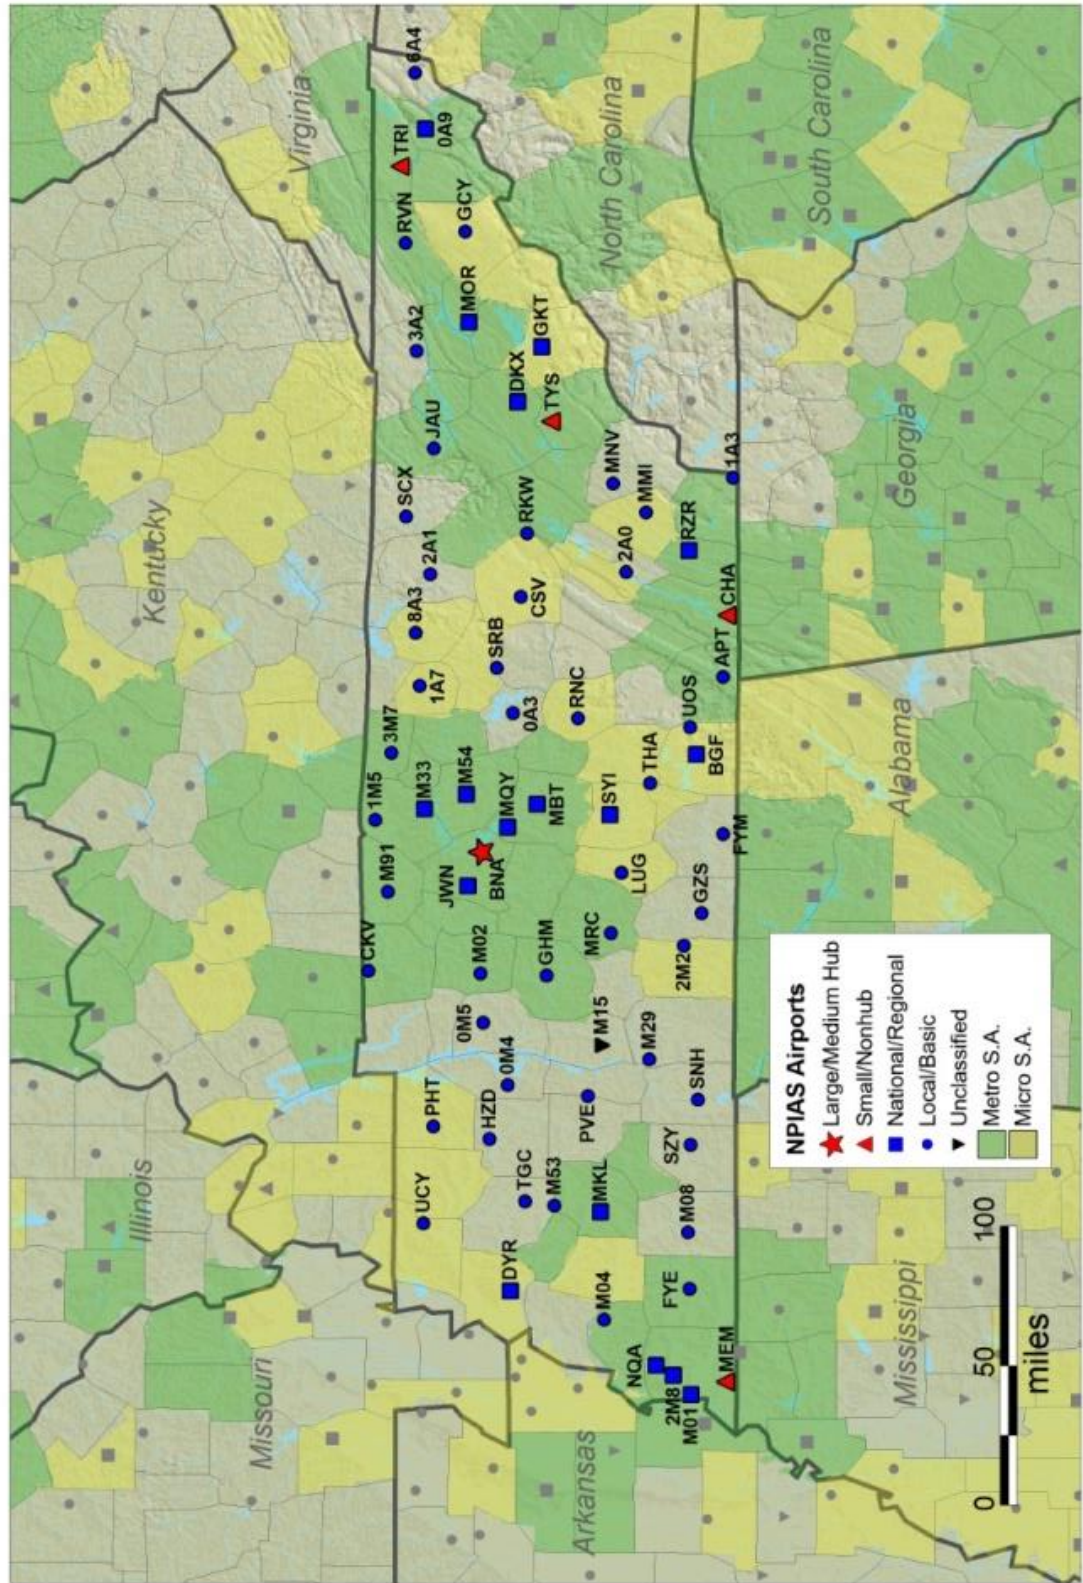 Illinois
Kentucky
Virginia
Missouri
Arkansas
North Carolina
South Carolina
Mississippi
Alabama
Georgia
UCY
PHT
CKV
M91
1M5
3M7
1A7
8A3
2A1
SCX
JAU
3A2
RVN
TRI
6A4
0A9
GCY
MOR
GKT
DKX
TYS
DYR
TGC
HZD
0M4
0M5
M02
JWN
BNA
M33
M54
MQY
MBT
0A3
SRB
CSV
RKW
M53
MKL
PVE
M15
GHM
MRC
LUG
SYI
THA
RNC
2A0
MNV
MMI
RZR
M04
NQA
2M8
M01
MEM
FYE
M08
SZY
SNH
M29
2M2
GZS
FYM
BGF
UOS
APT
CHA
1A3
NPIAS Airports
Large/Medium Hub
Small/Nonhub
National/Regional
Local/Basic
Unclassified
Metro S.A.
Micro S.A.
0 50 100
miles